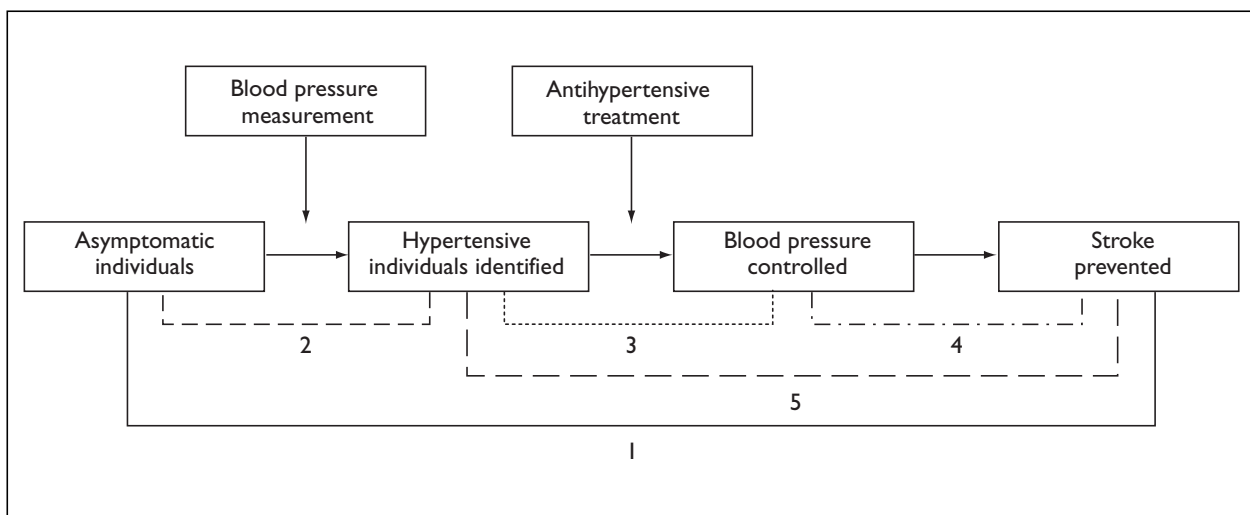 Blood pressure
measurement
Antihypertensive
treatment
Asymptomatic
individuals
Hypertensive
individuals identified
Blood pressure
controlled
Stroke
prevented
2
3
4
5
1